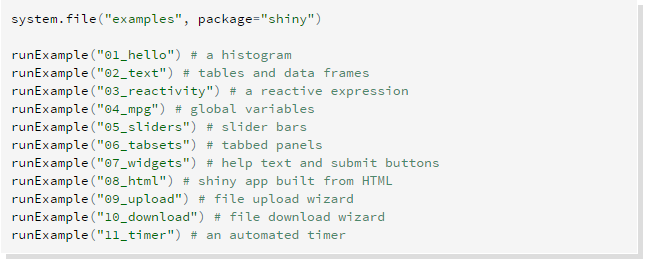 system.file("examples", package="shiny")
runExample("01_hello") # a histogram
runExample("02_text") # tables and data frames
runExample("03_reactivity") # a reactive expression
runExample("04_mpg") # global variables
runExample("05_sliders") # slider bars
runExample("06_tabsets") # tabbed panels
runExample("07_widgets") # help text and submit buttons
runExample("08_html") # shiny app built from HTML
runExample("09_upload") # file upload wizard
runExample("10_download") # file download wizard
runExample("11_timer") # an automated timer